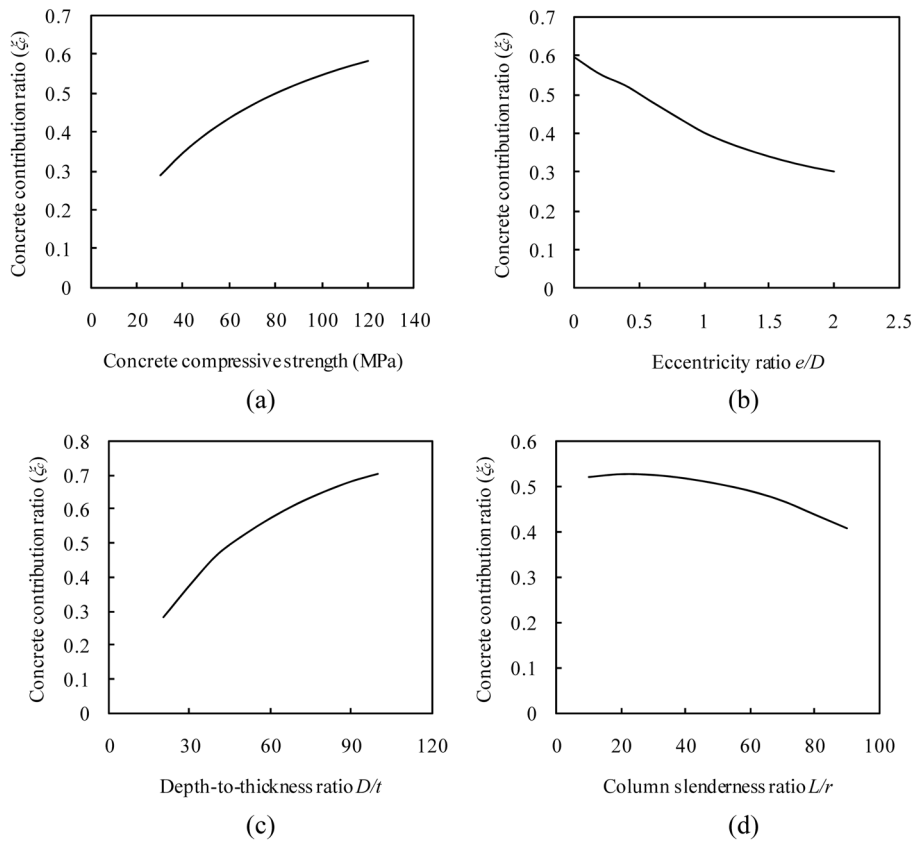 Concrete contribution ratio (ξc)
0.7
0.6
0.5
0.4
0.3
0.2
0.1
0
0 20 40 60 80 100 120 140
Concrete compressive strength (MPa)
(a)
Concrete contribution ratio (ξc)
0.7
0.6
0.5
0.4
0.3
0.2
0.1
0
0 0.5 1 1.5 2 2.5
Eccentricity ratio e/D
(b)
Concrete contribution ratio (ξc)
0.8
0.7
0.6
0.5
0.4
0.3
0.2
0.1
0
0 30 60 90 120
Depth-to-thickness ratio D/t
(c)
Concrete contribution ratio (ξc)
0.6
0.5
0.4
0.3
0.2
0.1
0
0 20 40 60 80 100
Column slenderness ratio L/r
(d)